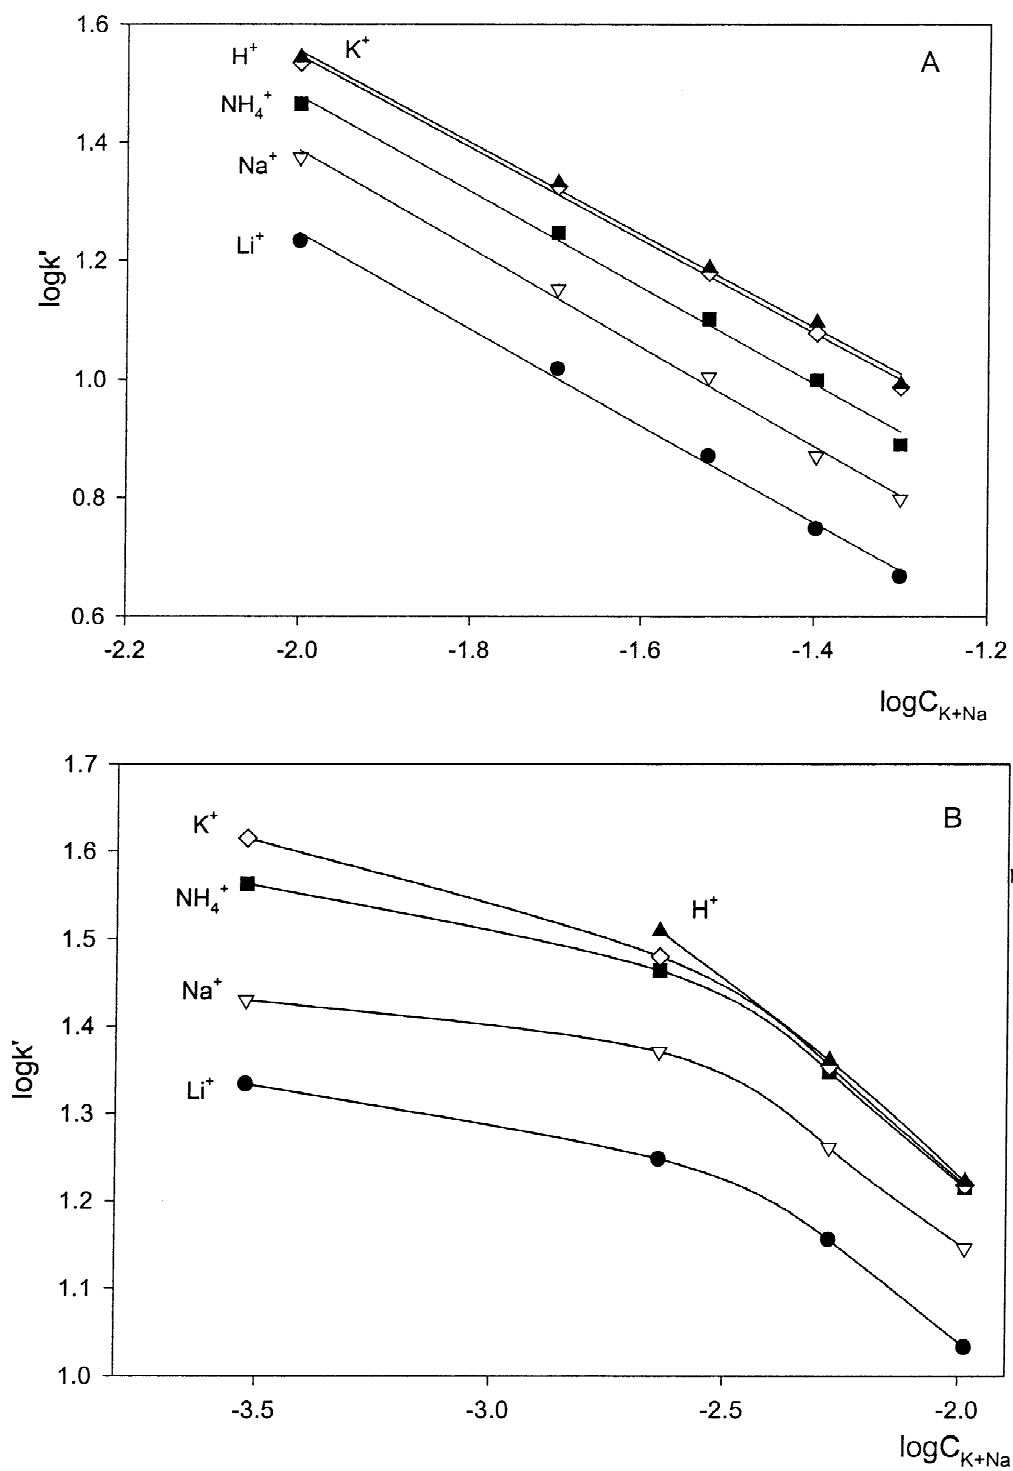 1.6
H⁺
K⁺
A
NH₄⁺
1.4
Na⁺
Li⁺
1.2
logk'
1.0
0.8
0.6
-2.2 -2.0 -1.8 -1.6 -1.4 -1.2
logC_K+Na
1.7
K⁺
B
1.6
NH₄⁺
H⁺
1.5
Na⁺
1.4
Li⁺
logk'
1.3
1.2
1.1
1.0
-3.5 -3.0 -2.5 -2.0
logC_K+Na